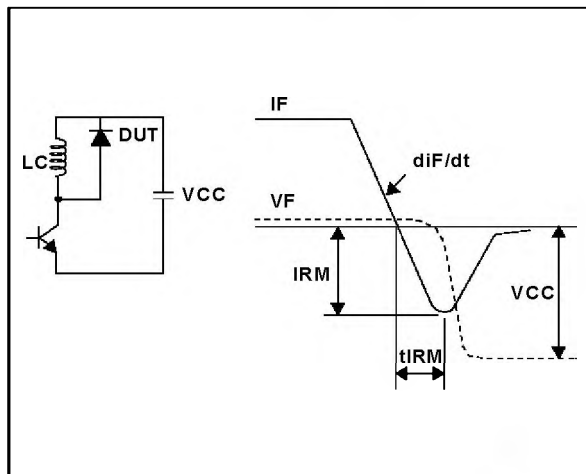 DUT
LC
VCC
IF
diF/dt
VF
IRM
VCC
tIRM